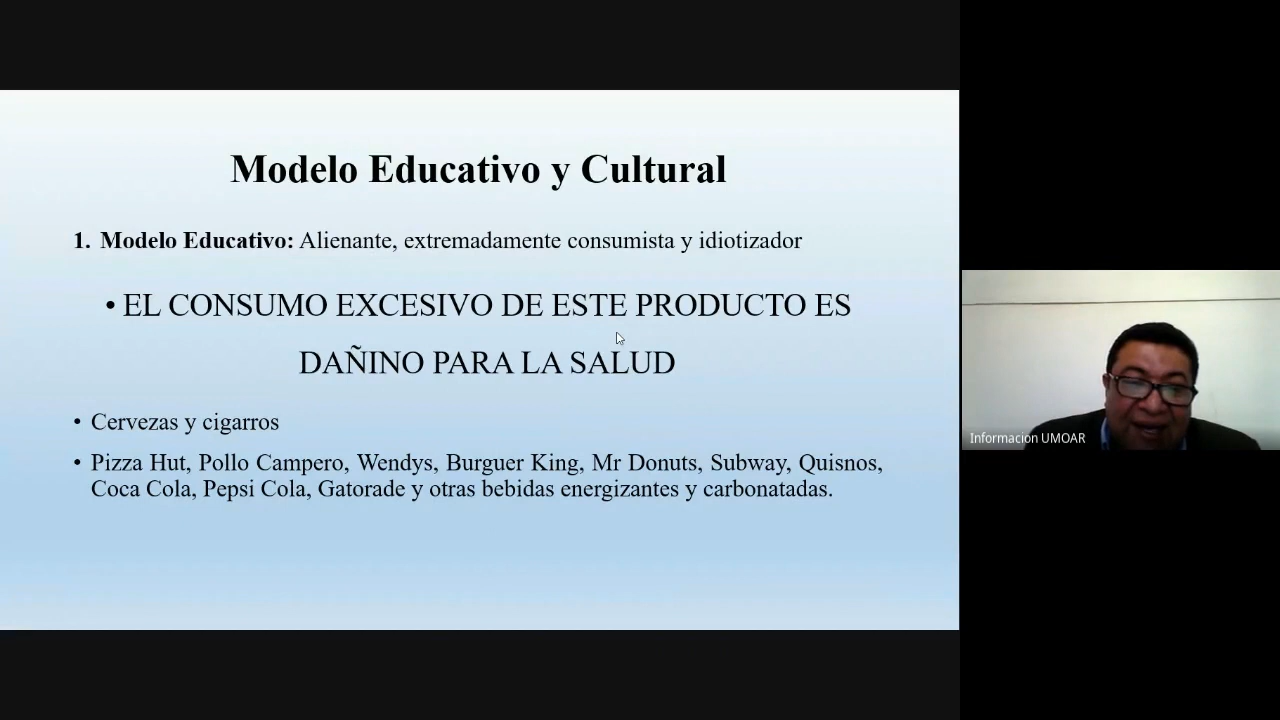 Modelo Educativo y Cultural
1. Modelo Educativo: Alienante, extremadamente consumista y idiotizador
• EL CONSUMO EXCESIVO DE ESTE PRODUCTO ES
DAÑINO PARA LA SALUD
• Cervezas y cigarros
• Pizza Hut, Pollo Campero, Wendys, Burguer King, Mr Donuts, Subway, Quisnos,
Coca Cola, Pepsi Cola, Gatorade y otras bebidas energizantes y carbonatadas.
Informacion UMOAR